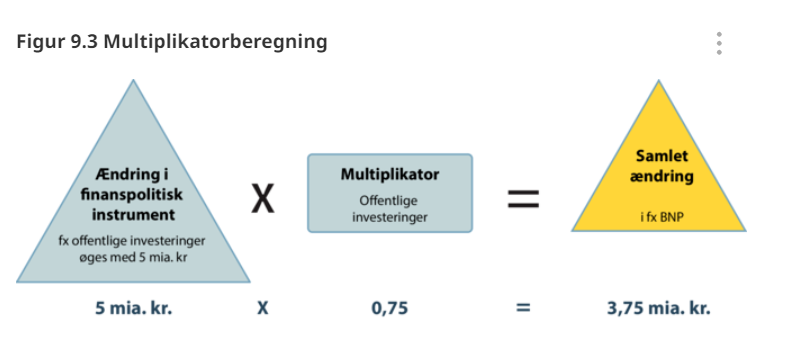 Figur 9.3 Multiplikatorberegning
Ændring i
finanspolitisk
instrument
fx offentlige investeringer
øges med 5 mia. kr
X
Multiplikator
Offentlige
investeringer
=
Samlet
ændring
i fx BNP
5 mia. kr.
X
0,75
=
3,75 mia. kr.